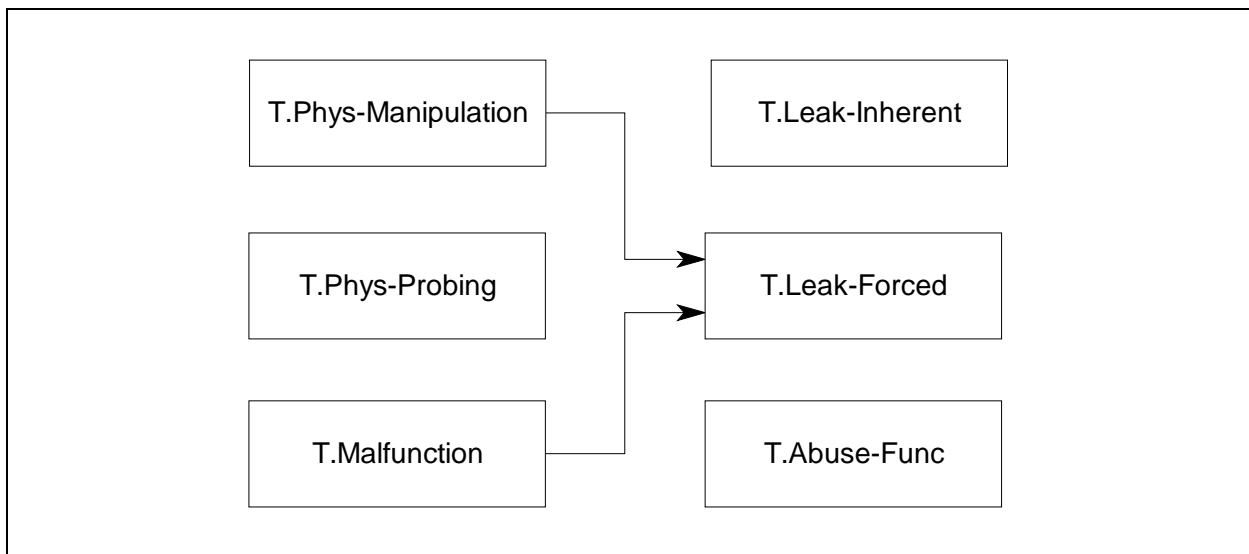 T.Phys-Manipulation
T.Leak-Inherent
T.Phys-Probing
T.Leak-Forced
T.Malfunction
T.Abuse-Func